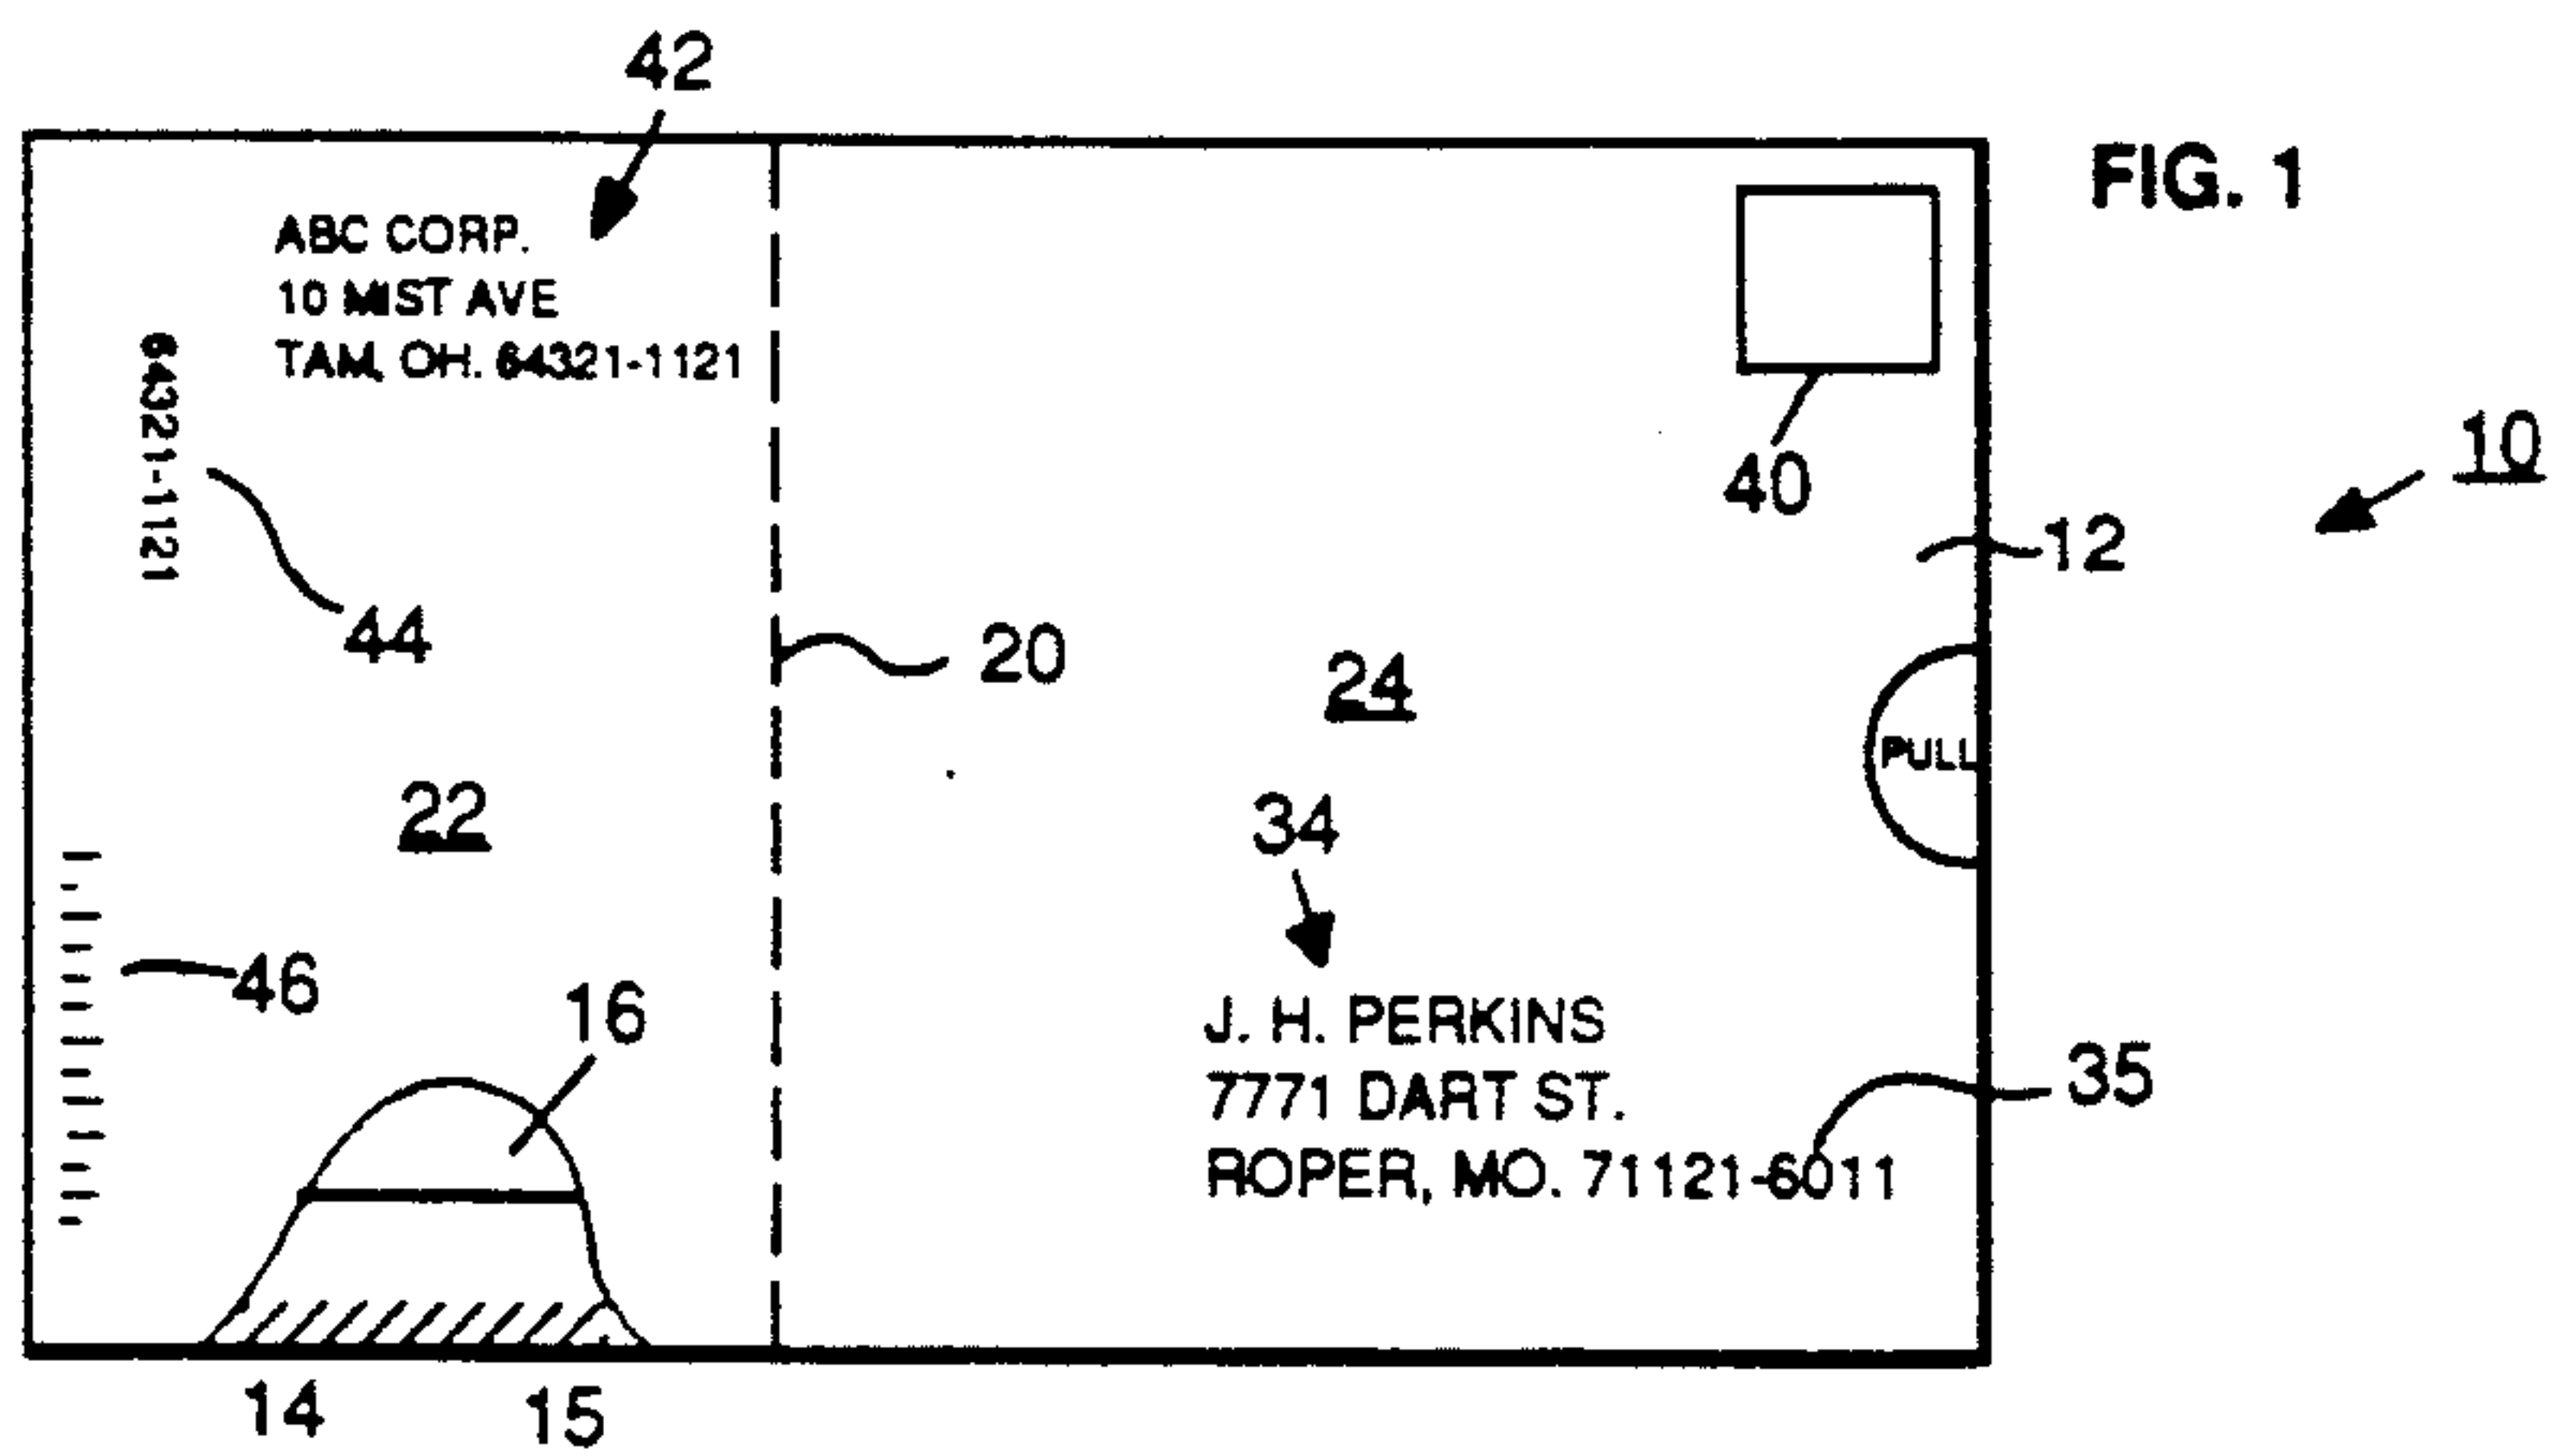 42
FIG. 1
ABC CORP.
10 MIST AVE
TAM, OH. 64321-1121
64321-1121
40
10
12
44
20
24
PULL
22
34
46
16
J. H. PERKINS
7771 DART ST.
ROPER, MO. 71121-6011
35
14
15